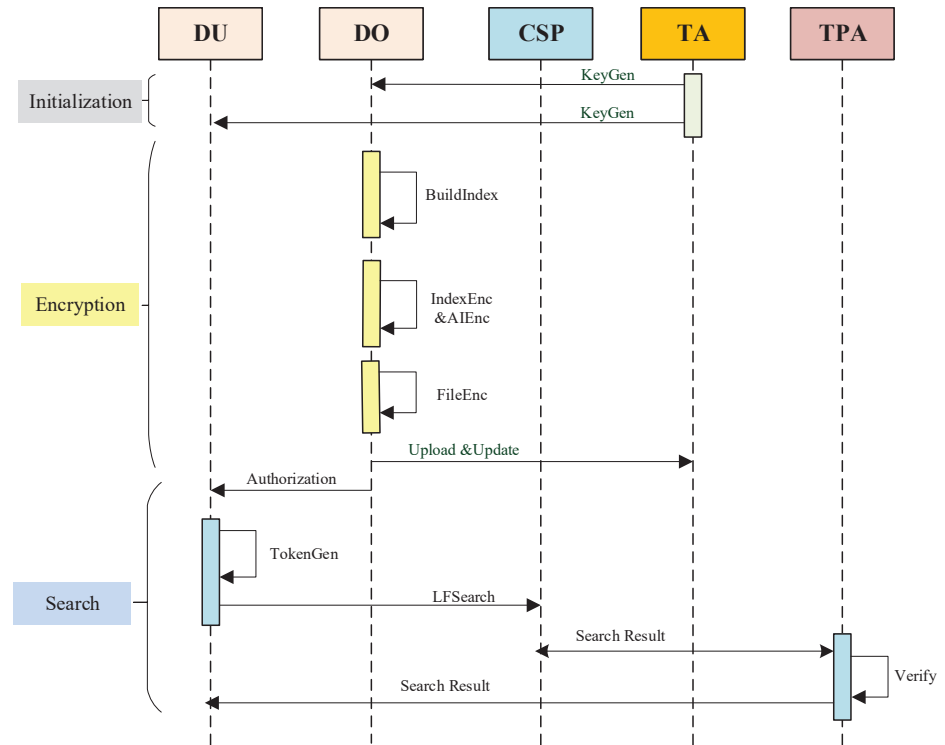 DU
DO
CSP
TA
TPA
KeyGen
Initialization
KeyGen
BuildIndex
IndexEnc
&AIEnc
Encryption
FileEnc
Upload &Update
Authorization
TokenGen
LFSearch
Search
Search Result
Verify
Search Result